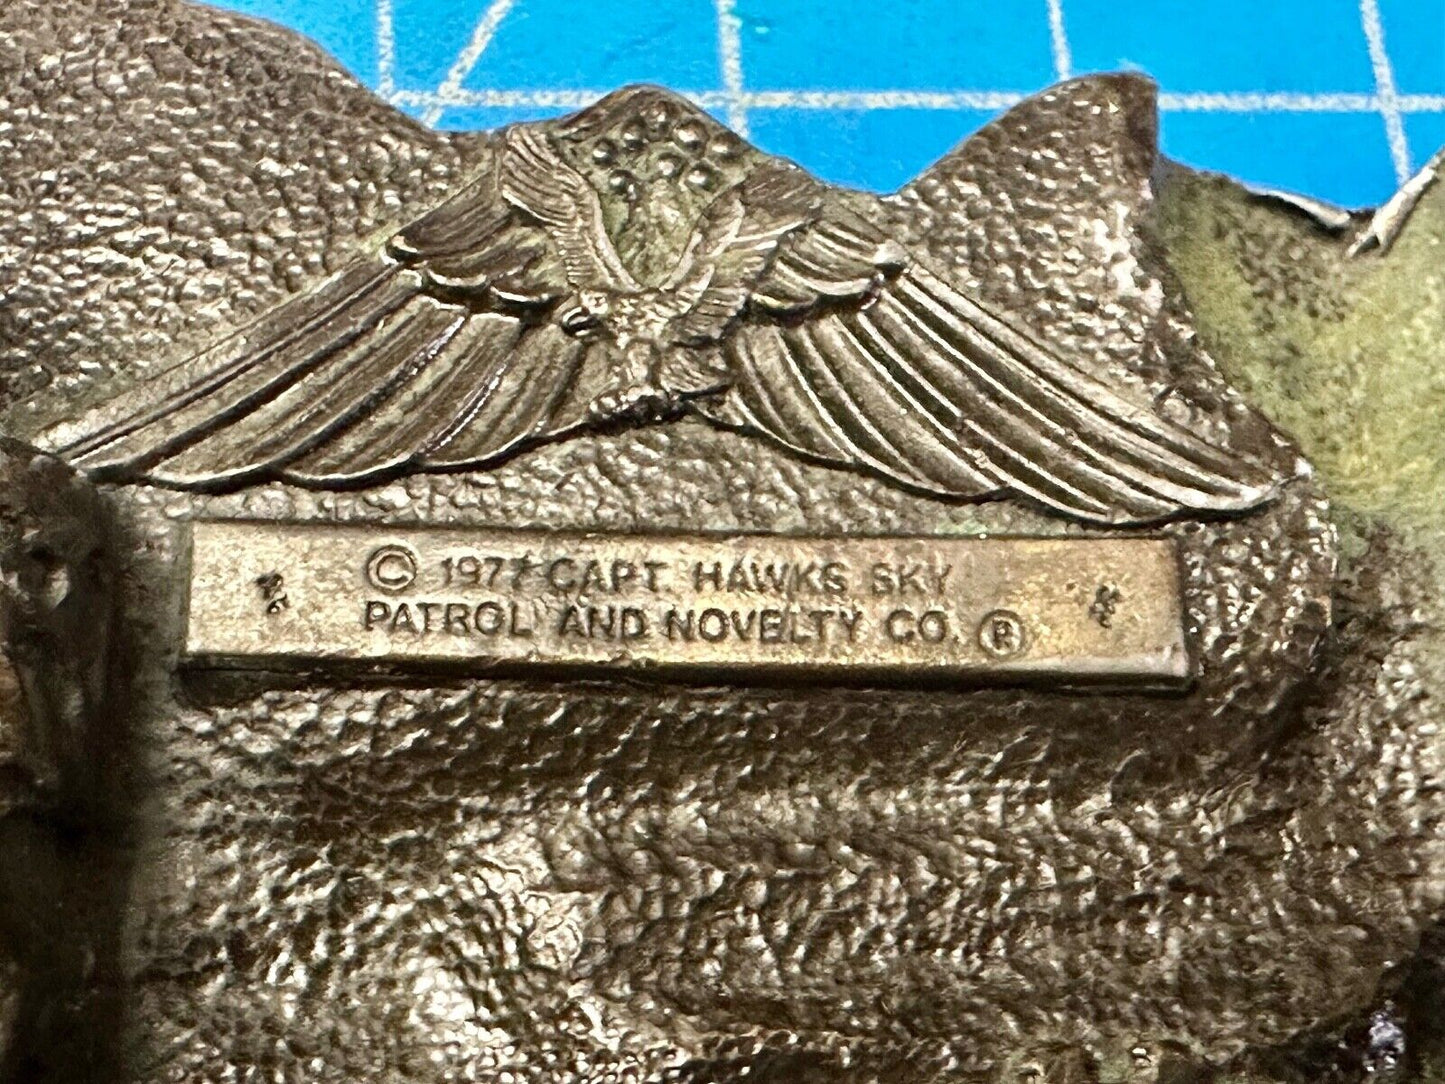 © 1977 CAPT. HAWKS SKY
PATROL AND NOVELTY CO. ®